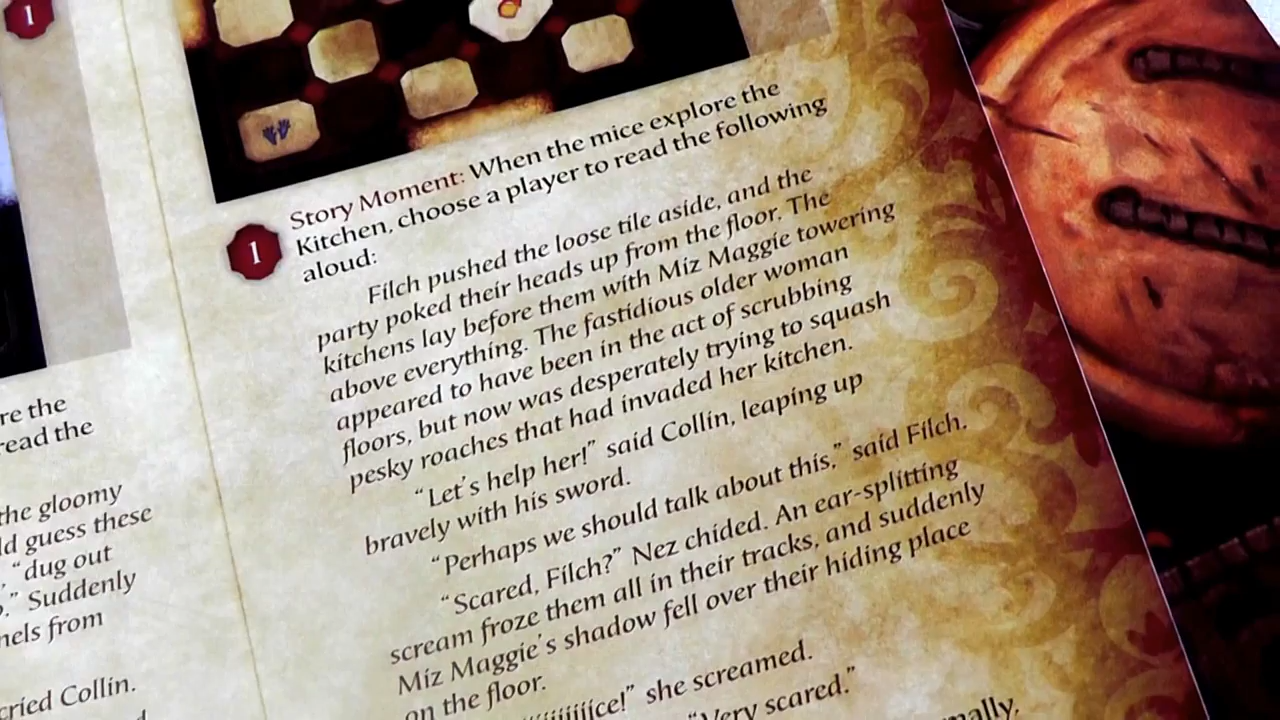 1
re the
read the
the gloomy
guess these
"dug out
Suddenly
from
cried Collin.
1
Story Moment: When the mice explore the
Kitchen, choose a player to read the following
aloud:
Filch pushed the loose tile aside, and the
party poked their heads up from the floor. The
kitchens lay before them with Miz Maggie towering
above everything. The fastidious older woman
appeared to have been in the act of scrubbing
floors, but now was desperately trying to squash
pesky roaches that had invaded her kitchen.
"Let's help her!" said Collin, leaping up
bravely with his sword.
"Perhaps we should talk about this," said Filch.
"Scared, Filch?" Nez chided. An ear-splitting
scream froze them all in their tracks, and suddenly
Miz Maggie's shadow fell over their hiding place
on the floor.
she screamed.
"Very scared."